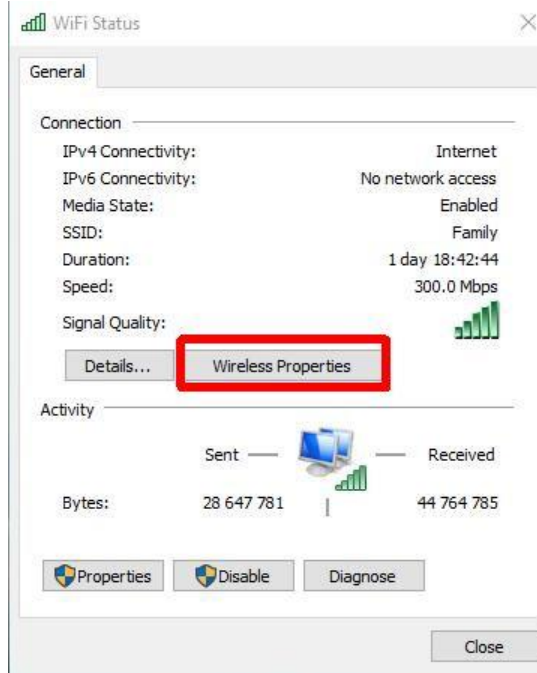 WiFi Status
General
Connection
IPv4 Connectivity: Internet
IPv6 Connectivity: No network access
Media State: Enabled
SSID: Family
Duration: 1 day 18:42:44
Speed: 300.0 Mbps
Signal Quality:
Details... Wireless Properties
Activity
Sent Received
Bytes: 28 647 781 44 764 785
Properties Disable Diagnose
Close